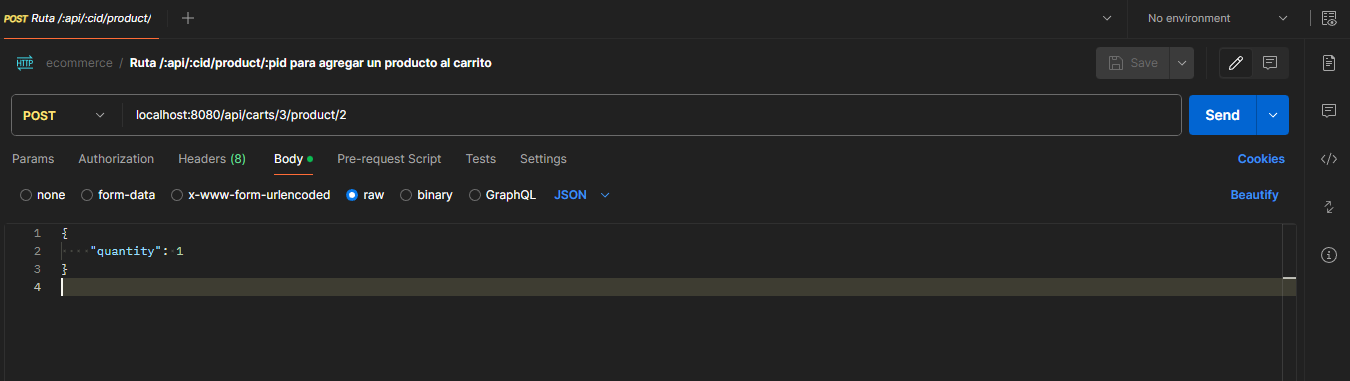 POST Ruta /:api/:cid/product/
No environment
HTTP ecommerce / Ruta /:api/:cid/product/:pid para agregar un producto al carrito
Save
POST localhost:8080/api/carts/3/product/2
Send
Params Authorization Headers (8) Body Pre-request Script Tests Settings Cookies
none form-data x-www-form-urlencoded raw binary GraphQL JSON Beautify
1 {
2 "quantity": 1
3 }
4